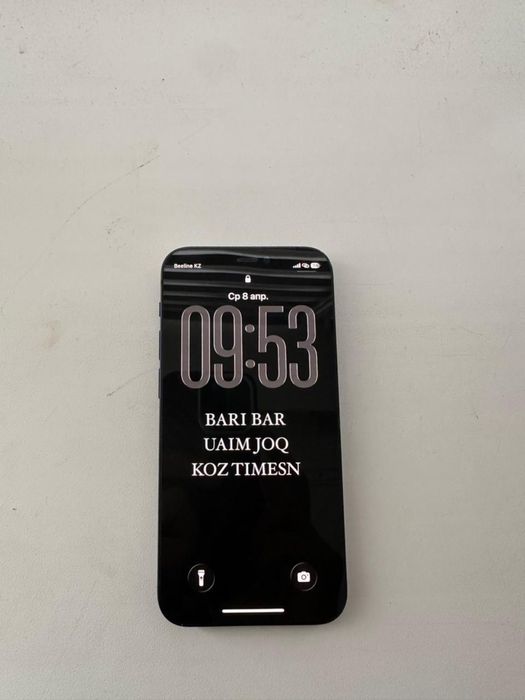 Beeline KZ
Ср 8 апр.
09:53
BARI BAR
UAIM JOQ
KOZ TIMESN